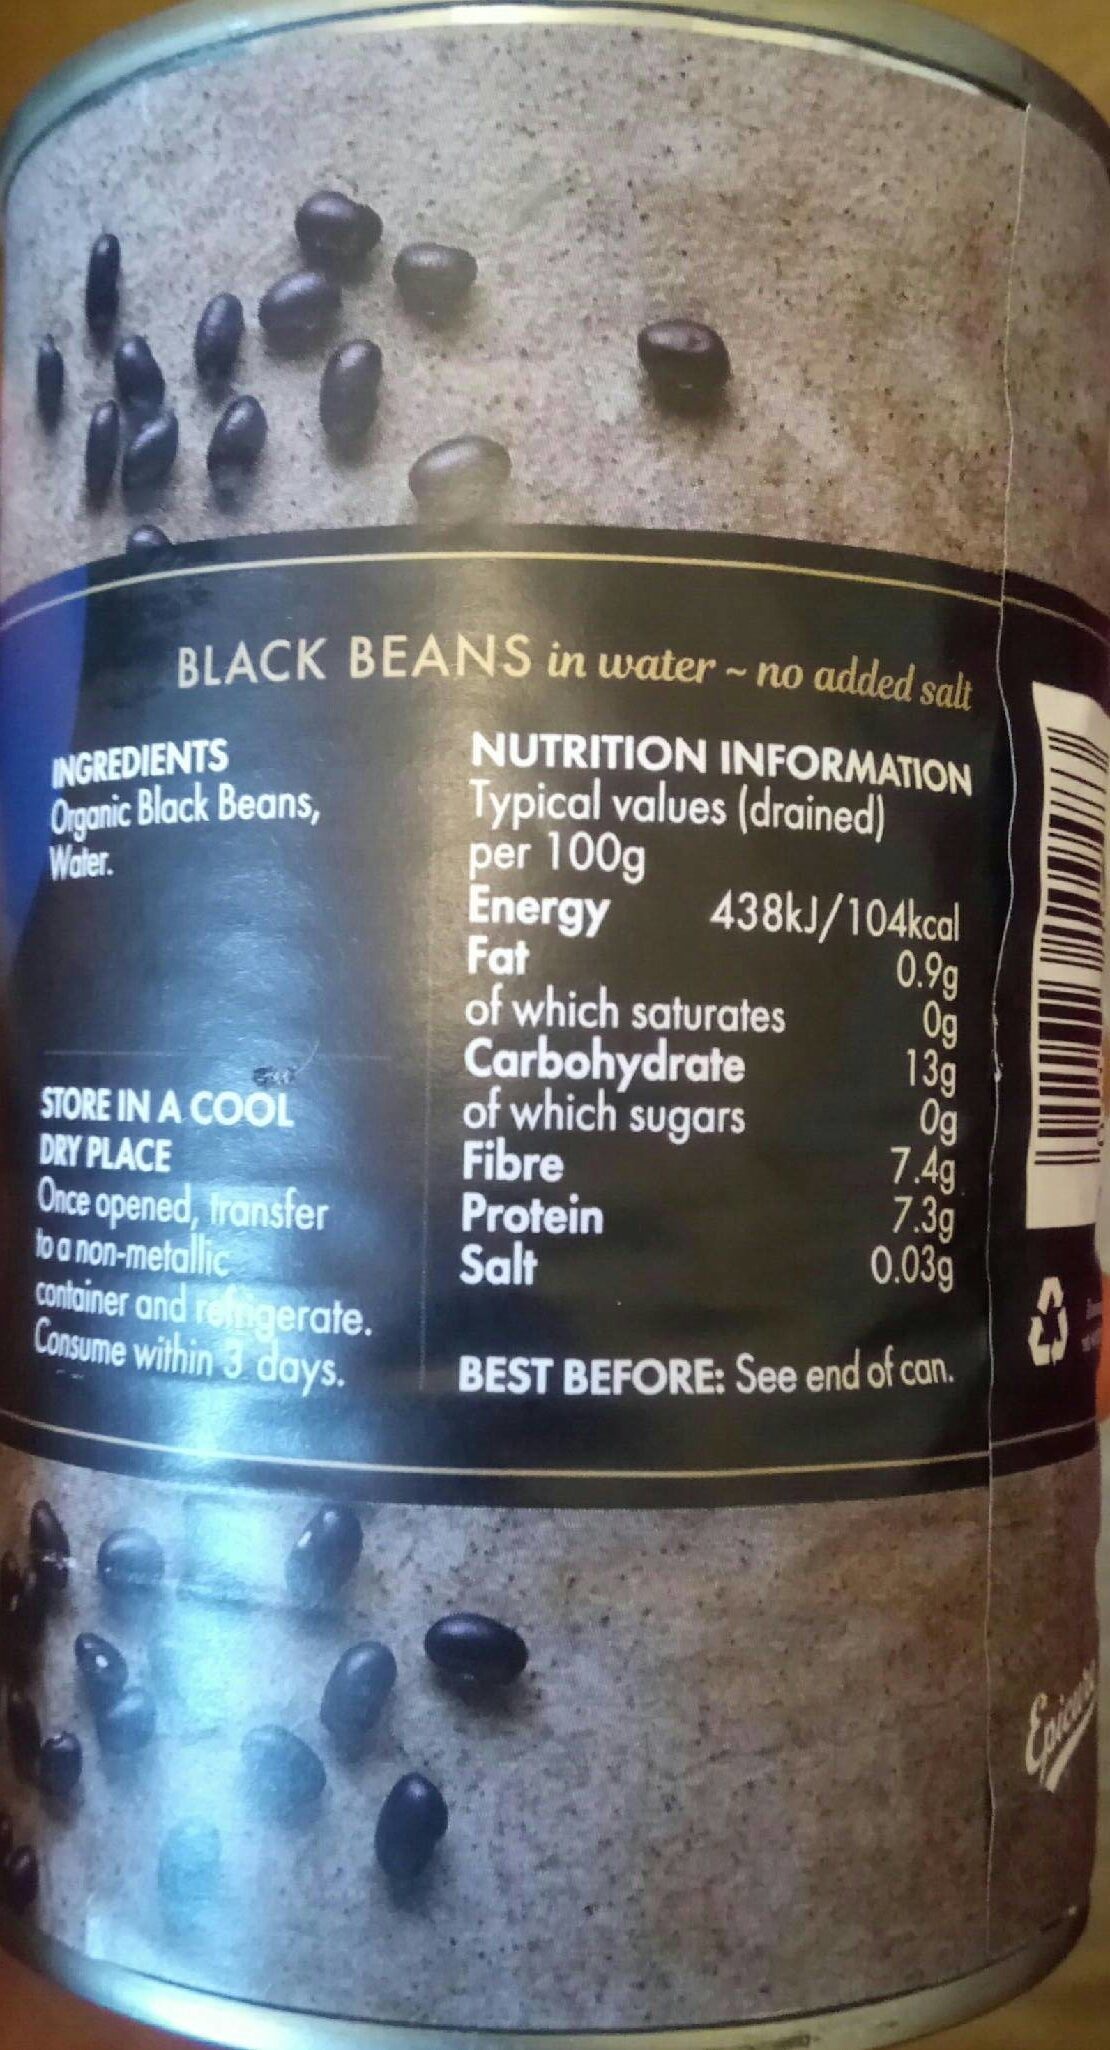 BLACK BEANS in water ~ no added salt
INGREDIENTS
Organic Black Beans,
Water.
STORE IN A COOL
DRY PLACE
Once opened, transfer
to a non-metallic
container and refrigerate.
Consume within 3 days.
NUTRITION INFORMATION
Typical values (drained)
per 100g
Energy 438kJ/104kcal
Fat 0.9g
of which saturates 0g
Carbohydrate 13g
of which sugars 0g
Fibre 7.4g
Protein 7.3g
Salt 0.03g
BEST BEFORE: See end of can.